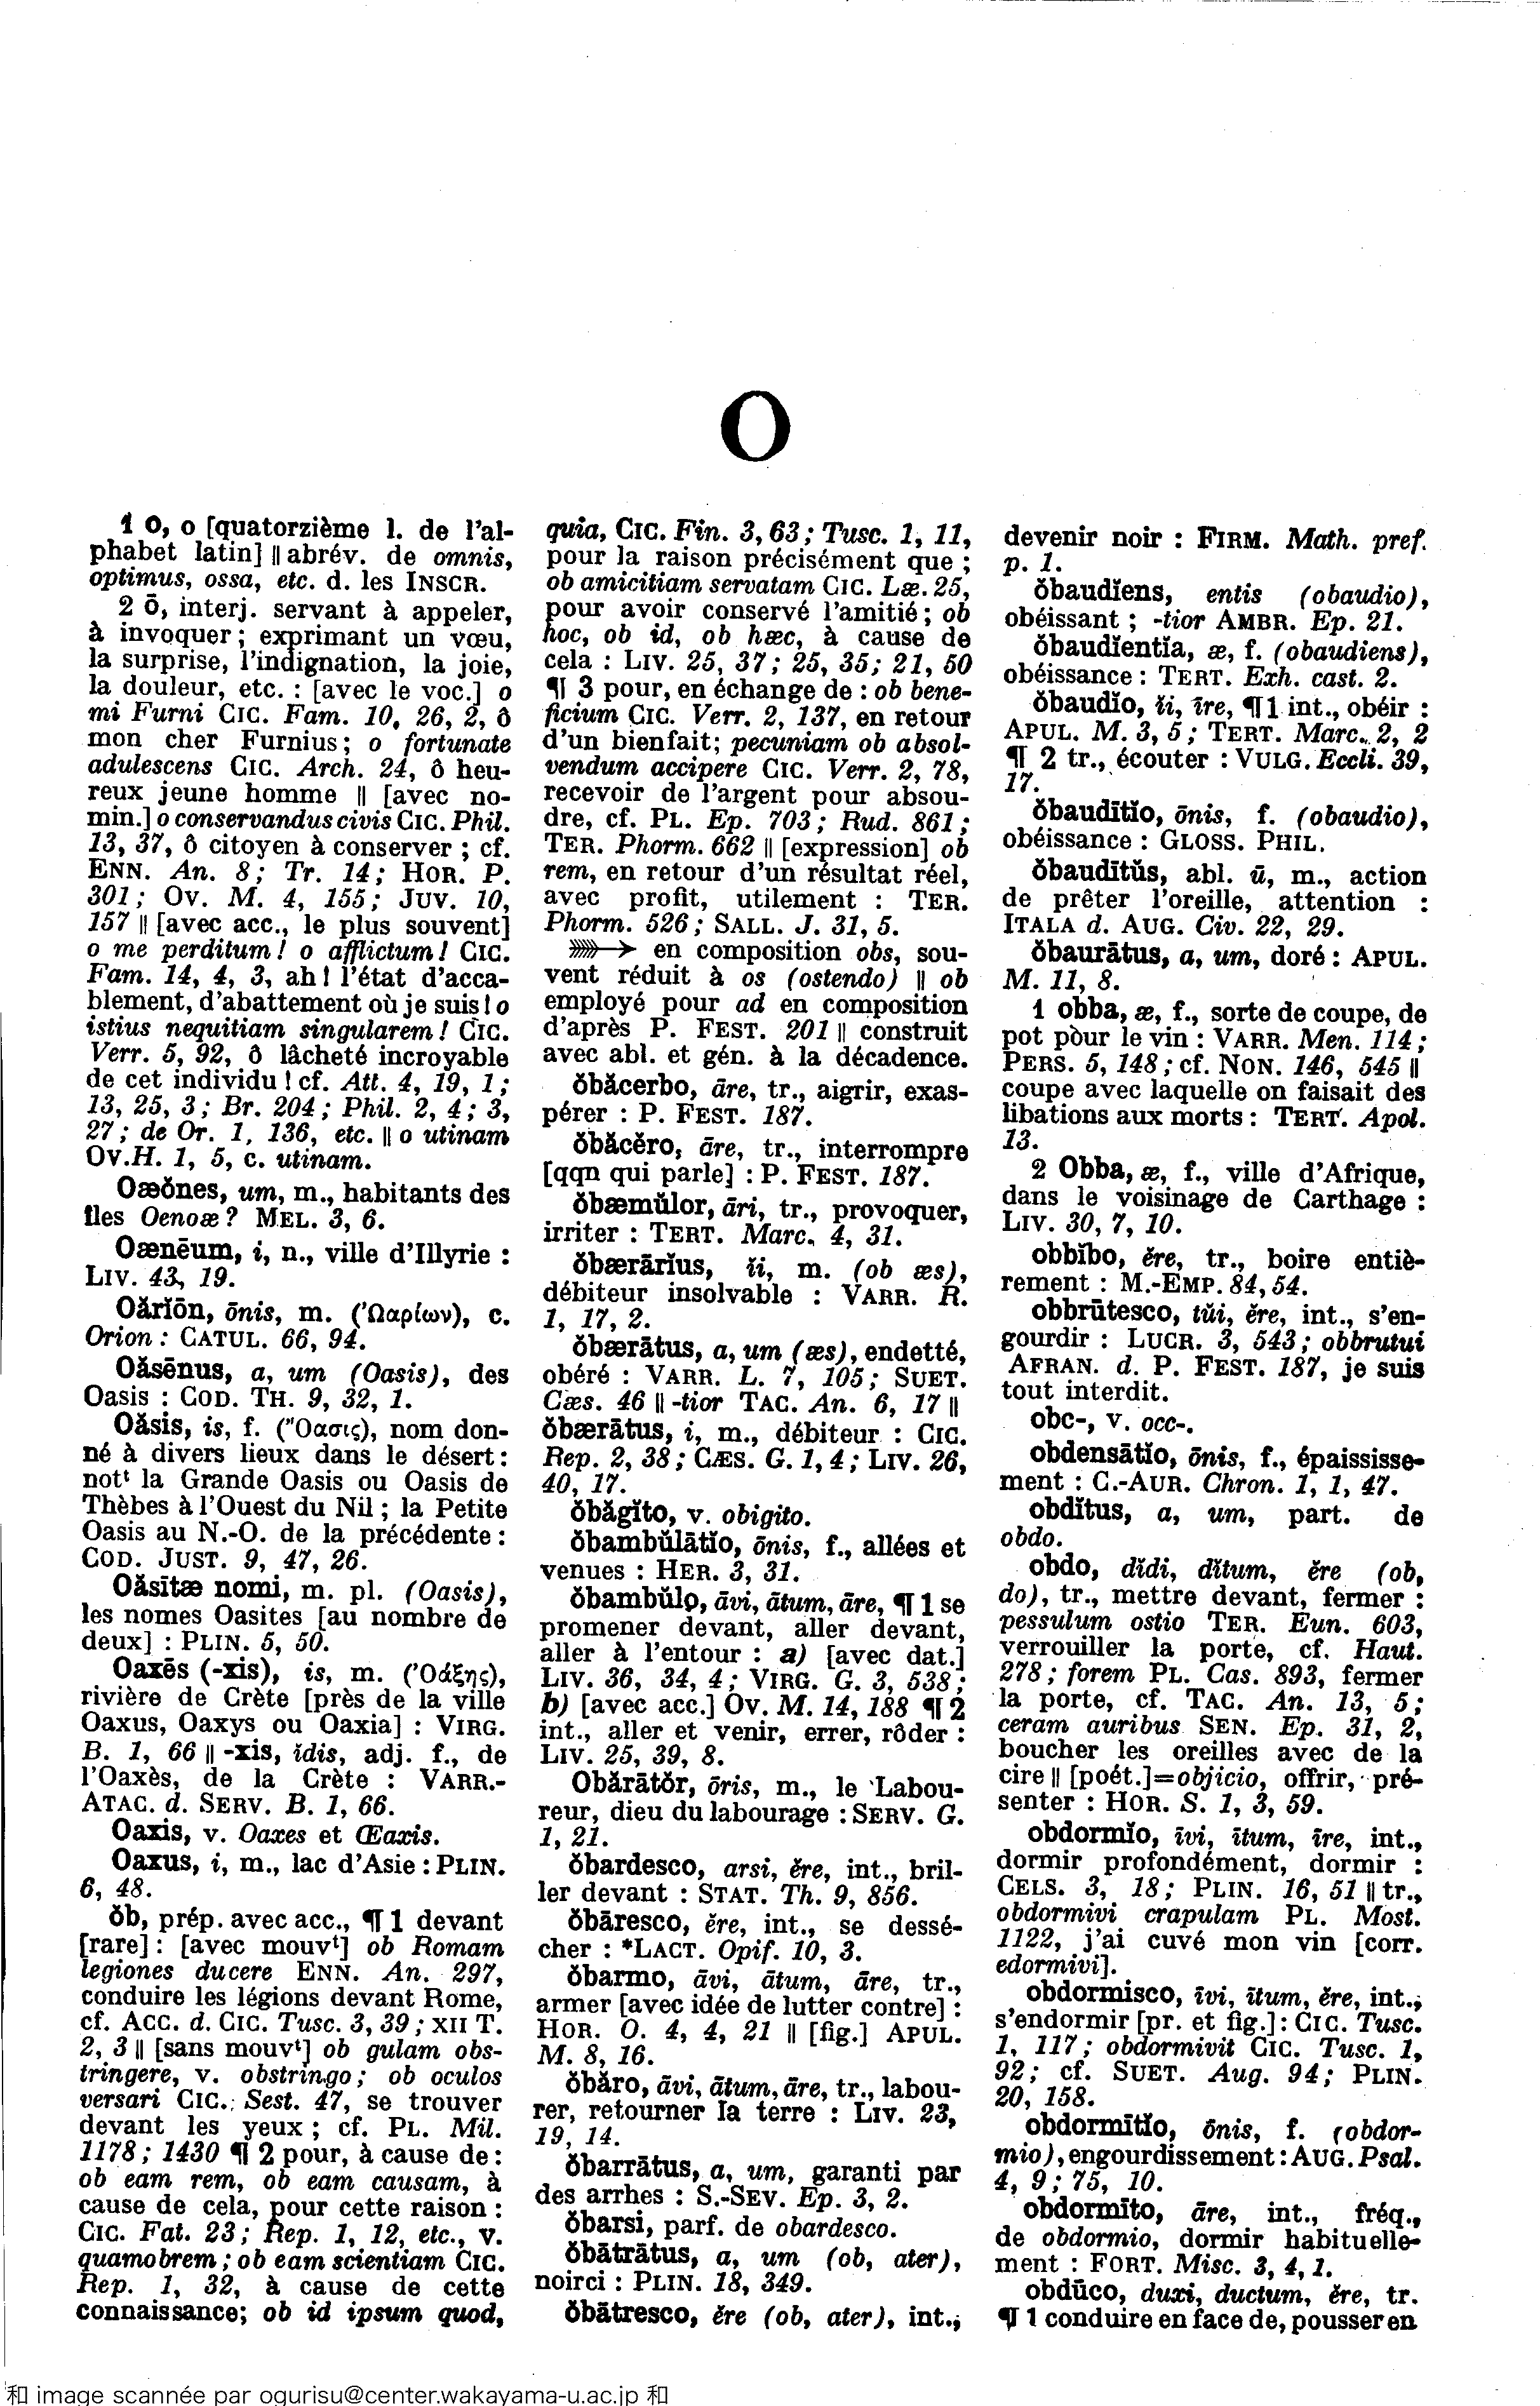 O
1 O, o [quatorzième l. de l'al-
phabet latin] || abrév. de omnis,
optimus, ossa, etc. d. les INSCR.
2 ō, interj. servant à appeler,
à invoquer; exprimant un vœu,
la surprise, l'indignation, la joie,
la douleur, etc. : [avec le voc.] o
mi Furni CIC. Fam. 10, 26, 2, ô
mon cher Furnius; o fortunate
adulescens CIC. Arch. 24, ô heu-
reux jeune homme || [avec no-
min.] o conservandus civis CIC. Phil.
13, 37, ô citoyen à conserver ; cf.
ENN. An. 8; Tr. 14; HOR. P.
301; OV. M. 4, 155; JUV. 10,
157 || [avec acc., le plus souvent]
o me perditum! o afflictum! CIC.
Fam. 14, 4, 3, ah! l'état d'acca-
blement, d'abattement où je suis! o
istius nequitiam singularem! CIC.
Verr. 5, 92, ô lâcheté incroyable
de cet individu! cf. Att. 4, 19, 1;
13, 25, 3; Br. 204; Phil. 2, 4; 3,
27; de Or. 1, 136, etc. || o utinam
OV.H. 1, 5, c. utinam.
Oæŏnes, um, m., habitants des
îles Oenoæ? MEL. 3, 6.
Oænēum, i, n., ville d'Illyrie :
LIV. 43, 19.
Oărĭōn, ōnis, m. (Ὠαρίων), c.
Orion : CATUL. 66, 94.
Oăsēnus, a, um (Oasis), des
Oasis : COD. TH. 9, 32, 1.
Oăsis, is, f. (Ὄασις), nom don-
né à divers lieux dans le désert :
notᵗ la Grande Oasis ou Oasis de
Thèbes à l'Ouest du Nil; la Petite
Oasis au N.-O. de la précédente :
COD. JUST. 9, 47, 26.
Oăsītæ nomi, m. pl. (Oasis),
les nomes Oasites [au nombre de
deux] : PLIN. 5, 50.
Oaxēs (-xis), is, m. (Ὀάξης),
rivière de Crète [près de la ville
Oaxus, Oaxys ou Oaxia] : VIRG.
B. 1, 66 || -xis, ĭdis, adj. f., de
l'Oaxès, de la Crète : VARR.-
ATAC. d. SERV. B. 1, 66.
Oaxis, v. Oaxes et Œaxis.
Oaxus, i, m., lac d'Asie : PLIN.
6, 48.
ŏb, prép. avec acc., ¶ 1 devant
[rare] : [avec mouvᵗ] ob Romam
legiones ducere ENN. An. 297,
conduire les légions devant Rome,
cf. ACC. d. CIC. Tusc. 3, 39; XII T.
2, 3 || [sans mouvᵗ] ob gulam obs-
tringere, v. obstringo; ob oculos
versari CIC. Sest. 47, se trouver
devant les yeux; cf. PL. Mil.
1178; 1430 ¶ 2 pour, à cause de :
ob eam rem, ob eam causam, à
cause de cela, pour cette raison :
CIC. Fat. 23; Rep. 1, 12, etc., v.
quamobrem; ob eam scientiam CIC.
Rep. 1, 32, à cause de cette
connaissance; ob id ipsum quod,
quia, CIC. Fin. 3, 63; Tusc. 1, 11,
pour la raison précisément que ;
ob amicitiam servatam CIC. Læ. 25,
pour avoir conservé l'amitié; ob
hoc, ob id, ob hæc, à cause de
cela : LIV. 25, 37; 25, 35; 21, 50
¶ 3 pour, en échange de : ob bene-
ficium CIC. Verr. 2, 137, en retour
d'un bienfait; pecuniam ob absol-
vendum accipere CIC. Verr. 2, 78,
recevoir de l'argent pour absou-
dre, cf. PL. Ep. 703; Rud. 861;
TER. Phorm. 662 || [expression] ob
rem, en retour d'un résultat réel,
avec profit, utilement : TER.
Phorm. 526; SALL. J. 31, 5.
➳ en composition obs, sou-
vent réduit à os (ostendo) || ob
employé pour ad en composition
d'après P. FEST. 201 || construit
avec abl. et gén. à la décadence.
ŏbăcerbo, āre, tr., aigrir, exas-
pérer : P. FEST. 187.
ŏbăcĕro, āre, tr., interrompre
[qqn qui parle] : P. FEST. 187.
ŏbæmŭlor, āri, tr., provoquer,
irriter : TERT. Marc. 4, 31.
ŏbærārĭus, ĭi, m. (ob æs),
débiteur insolvable : VARR. R.
1, 17, 2.
ŏbærātus, a, um (æs), endetté,
obéré : VARR. L. 7, 105; SUET.
Cæs. 46 || -tior TAC. An. 6, 17 ||
ŏbærātus, i, m., débiteur : CIC.
Rep. 2, 38; CÆS. G. 1, 4; LIV. 26,
40, 17.
ŏbăgĭto, v. obigito.
ŏbambŭlātĭo, ōnis, f., allées et
venues : HER. 3, 31.
ŏbambŭlo, āvi, ātum, āre, ¶ 1 se
promener devant, aller devant,
aller à l'entour : a) [avec dat.]
LIV. 36, 34, 4; VIRG. G. 3, 538;
b) [avec acc.] OV. M. 14, 188 ¶ 2
int., aller et venir, errer, rôder :
LIV. 25, 39, 8.
Obărātŏr, ōris, m., le Labou-
reur, dieu du labourage : SERV. G.
1, 21.
ŏbardesco, arsi, ĕre, int., bril-
ler devant : STAT. Th. 9, 856.
ŏbāresco, ĕre, int., se dessé-
cher : *LACT. Opif. 10, 3.
ŏbarmo, āvi, ātum, āre, tr.,
armer [avec idée de lutter contre] :
HOR. O. 4, 4, 21 || [fig.] APUL.
M. 8, 16.
ŏbăro, āvi, ātum, āre, tr., labou-
rer, retourner la terre : LIV. 23,
19, 14.
ŏbarrātus, a, um, garanti par
des arrhes : S.-SEV. Ep. 3, 2.
ŏbarsi, parf. de obardesco.
ŏbātrātus, a, um (ob, ater),
noirci : PLIN. 18, 349.
ŏbātresco, ĕre (ob, ater), int.,
devenir noir : FIRM. Math. pref.
p. 1.
ŏbaudĭens, entis (obaudio),
obéissant ; -tior AMBR. Ep. 21.
ŏbaudĭentĭa, æ, f. (obaudiens),
obéissance : TERT. Exh. cast. 2.
ŏbaudĭo, ĭi, īre, ¶ 1 int., obéir :
APUL. M. 3, 5; TERT. Marc. 2, 2
¶ 2 tr., écouter : VULG. Eccli. 39,
17.
ŏbaudītĭo, ōnis, f. (obaudio),
obéissance : GLOSS. PHIL.
ŏbaudītŭs, abl. ū, m., action
de prêter l'oreille, attention :
ITALA d. AUG. Civ. 22, 29.
ŏbaurātus, a, um, doré : APUL.
M. 11, 8.
1 obba, æ, f., sorte de coupe, de
pot pour le vin : VARR. Men. 114;
PERS. 5, 148; cf. NON. 146, 545 ||
coupe avec laquelle on faisait des
libations aux morts : TERT. Apol.
13.
2 Obba, æ, f., ville d'Afrique,
dans le voisinage de Carthage :
LIV. 30, 7, 10.
obbĭbo, ĕre, tr., boire entiè-
rement : M.-EMP. 84, 54.
obbrūtesco, tŭi, ĕre, int., s'en-
gourdir : LUCR. 3, 543; obbrutui
AFRAN. d. P. FEST. 187, je suis
tout interdit.
obc-, v. occ-.
obdensātĭo, ōnis, f., épaississe-
ment : C.-AUR. Chron. 1, 1, 47.
obdĭtus, a, um, part. de
obdo.
obdo, dĭdi, dĭtum, ĕre (ob,
do), tr., mettre devant, fermer :
pessulum ostio TER. Eun. 603,
verrouiller la porte, cf. Haut.
278; forem PL. Cas. 893, fermer
la porte, cf. TAC. An. 13, 5;
ceram auribus SEN. Ep. 31, 2,
boucher les oreilles avec de la
cire || [poét.]=objicio, offrir, pré-
senter : HOR. S. 1, 3, 59.
obdormĭo, īvi, ītum, īre, int.,
dormir profondément, dormir :
CELS. 3, 18; PLIN. 16, 51 || tr.,
obdormivi crapulam PL. Most.
1122, j'ai cuvé mon vin [corr.
edormivi].
obdormisco, īvi, ītum, ĕre, int.,
s'endormir [pr. et fig.] : CIC. Tusc.
1, 117; obdormivit CIC. Tusc. 1,
92; cf. SUET. Aug. 94; PLIN.
20, 158.
obdormītĭo, ōnis, f. (obdor-
mio), engourdissement : AUG. Psal.
4, 9; 75, 10.
obdormīto, āre, int., fréq.,
de obdormio, dormir habituelle-
ment : FORT. Misc. 3, 4, 1.
obdūco, duxi, ductum, ĕre, tr.
¶ 1 conduire en face de, pousser en
和 image scannée par ogurisu@center.wakayama-u.ac.jp 和